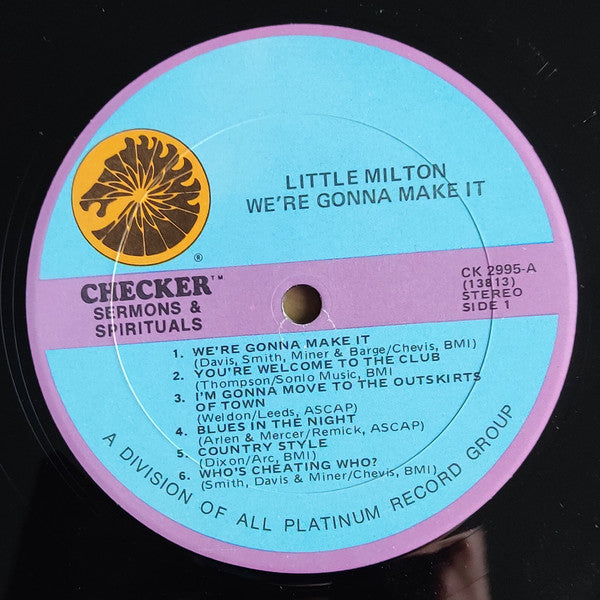 LITTLE MILTON
WE'RE GONNA MAKE IT
®
CHECKER™
SERMONS &
SPIRITUALS
CK 2995-A
(13813)
STEREO
SIDE 1
1. WE'RE GONNA MAKE IT
(Davis, Smith, Miner & Barge/Chevis, BMI)
2. YOU'RE WELCOME TO THE CLUB
(Thompson/Sonlo Music, BMI
3. I'M GONNA MOVE TO THE OUTSKIRTS
OF TOWN
(Weldon/Leeds, ASCAP)
4. BLUES IN THE NIGHT
(Arlen & Mercer/Remick, ASCAP)
5. COUNTRY STYLE
(Dixon/Arc, BMI)
6. WHO'S CHEATING WHO?
(Smith, Davis & Miner/Chevis, BMI)
A DIVISION OF ALL PLATINUM RECORD GROUP